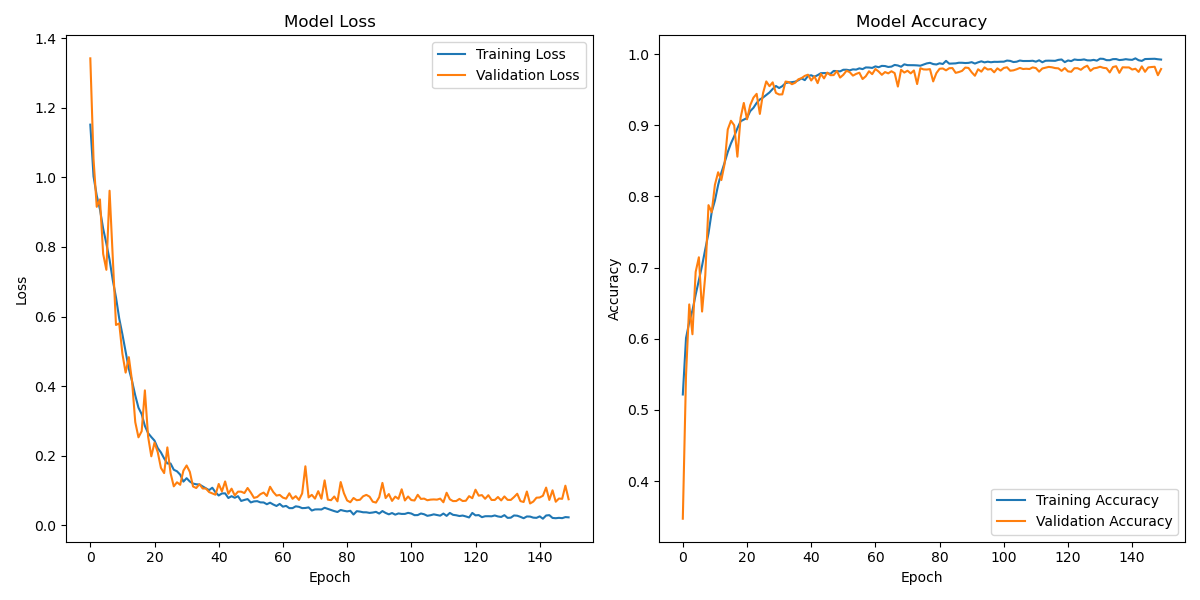 Model Loss
Training Loss
Validation Loss
1.4
1.2
1.0
0.8
0.6
0.4
0.2
0.0
Loss
0 20 40 60 80 100 120 140
Epoch
Model Accuracy
1.0
0.9
0.8
0.7
0.6
0.5
0.4
Accuracy
Training Accuracy
Validation Accuracy
0 20 40 60 80 100 120 140
Epoch